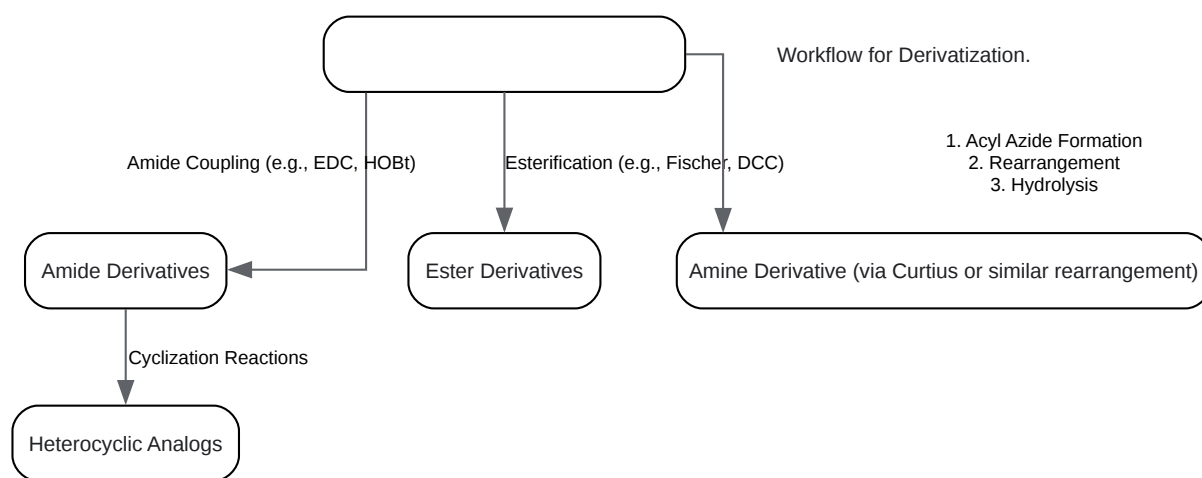 Workflow for Derivatization.
Amide Coupling (e.g., EDC, HOBt)
Esterification (e.g., Fischer, DCC)
1. Acyl Azide Formation
2. Rearrangement
3. Hydrolysis
Amide Derivatives
Ester Derivatives
Amine Derivative (via Curtius or similar rearrangement)
Cyclization Reactions
Heterocyclic Analogs